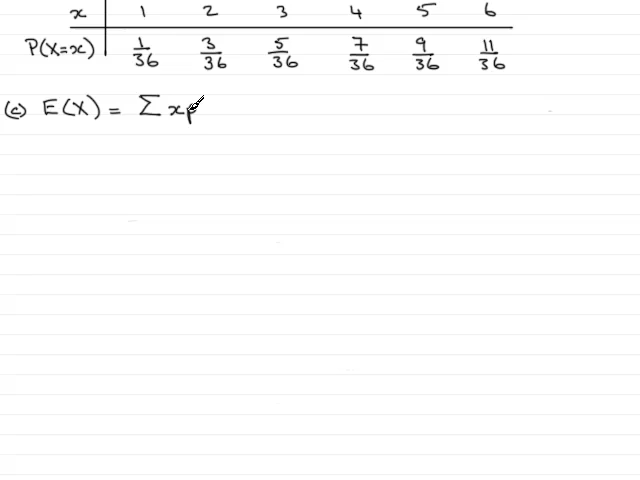 x 1 2 3 4 5 6
P(X=x) 1/36 3/36 5/36 7/36 9/36 11/36
(c) E(X) = Σ xp